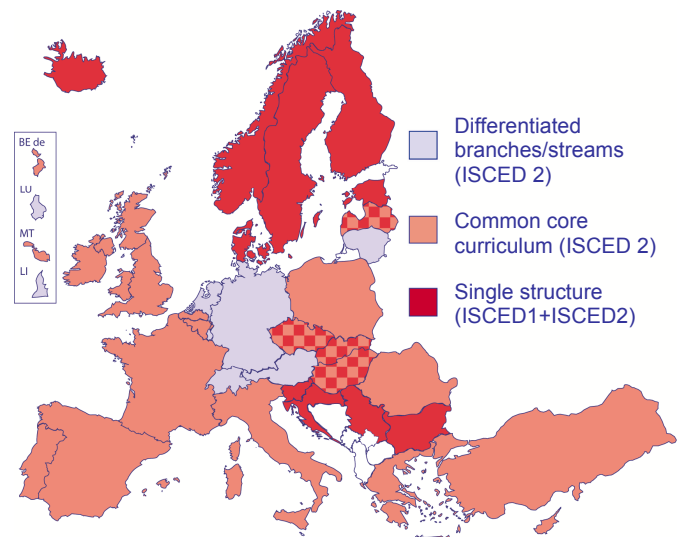 BE de
LU
MT
LI
Differentiated
branches/streams
(ISCED 2)
Common core
curriculum (ISCED 2)
Single structure
(ISCED1+ISCED2)